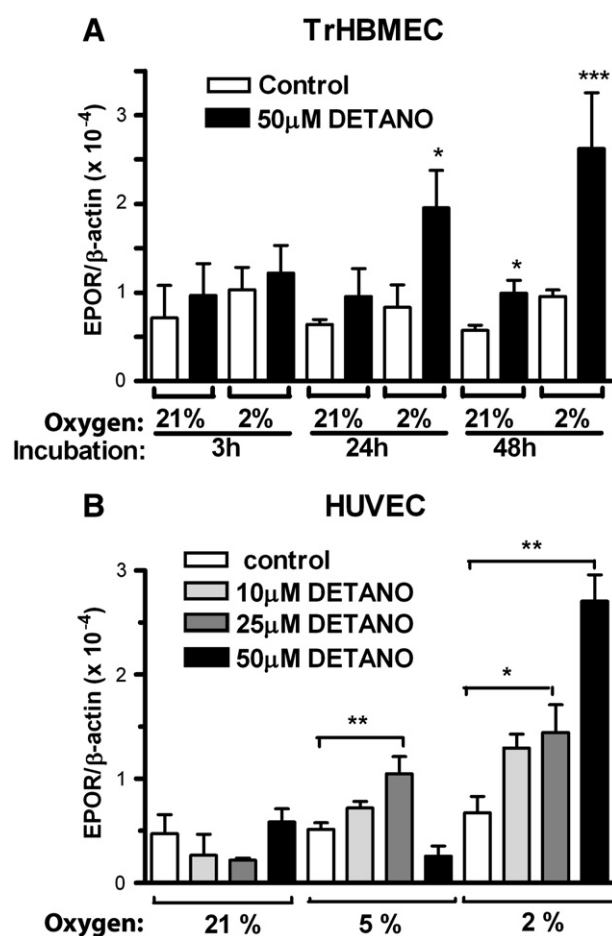 A TrHBMEC
Control
50μM DETANO
EPOR/β-actin (x 10⁻⁴)
3
2
1
0
*
*
***
Oxygen: 21% 2% 21% 2% 21% 2%
Incubation: 3h 24h 48h
B HUVEC
control
10μM DETANO
25μM DETANO
50μM DETANO
EPOR/β-actin (x 10⁻⁴)
3
2
1
0
**
*
**
Oxygen: 21 % 5 % 2 %